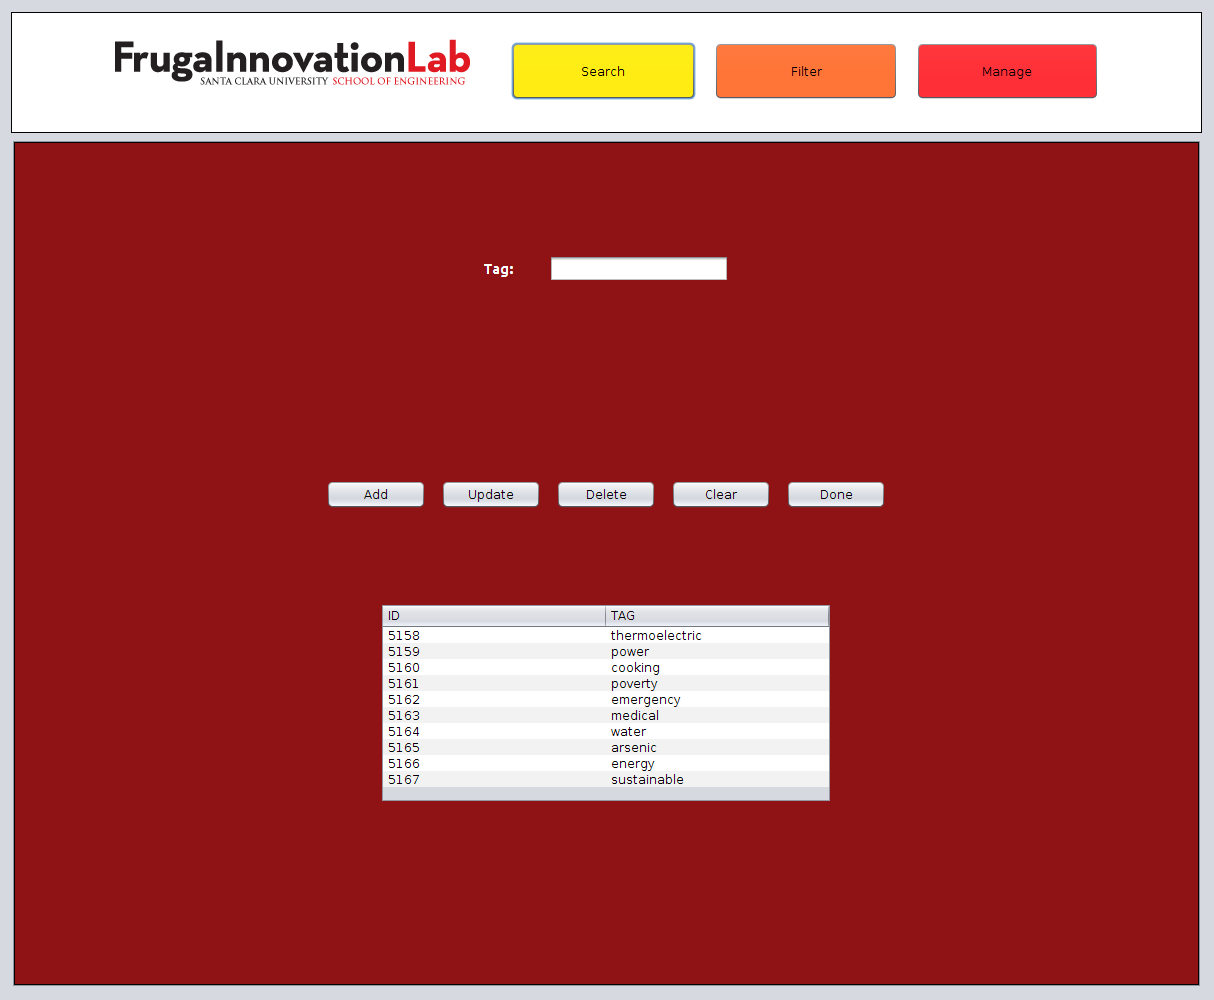 FrugalInnovationLab
SANTA CLARA UNIVERSITY SCHOOL OF ENGINEERING
Search Filter Manage
Tag:
Add Update Delete Clear Done
ID TAG
5158 thermoelectric
5159 power
5160 cooking
5161 poverty
5162 emergency
5163 medical
5164 water
5165 arsenic
5166 energy
5167 sustainable